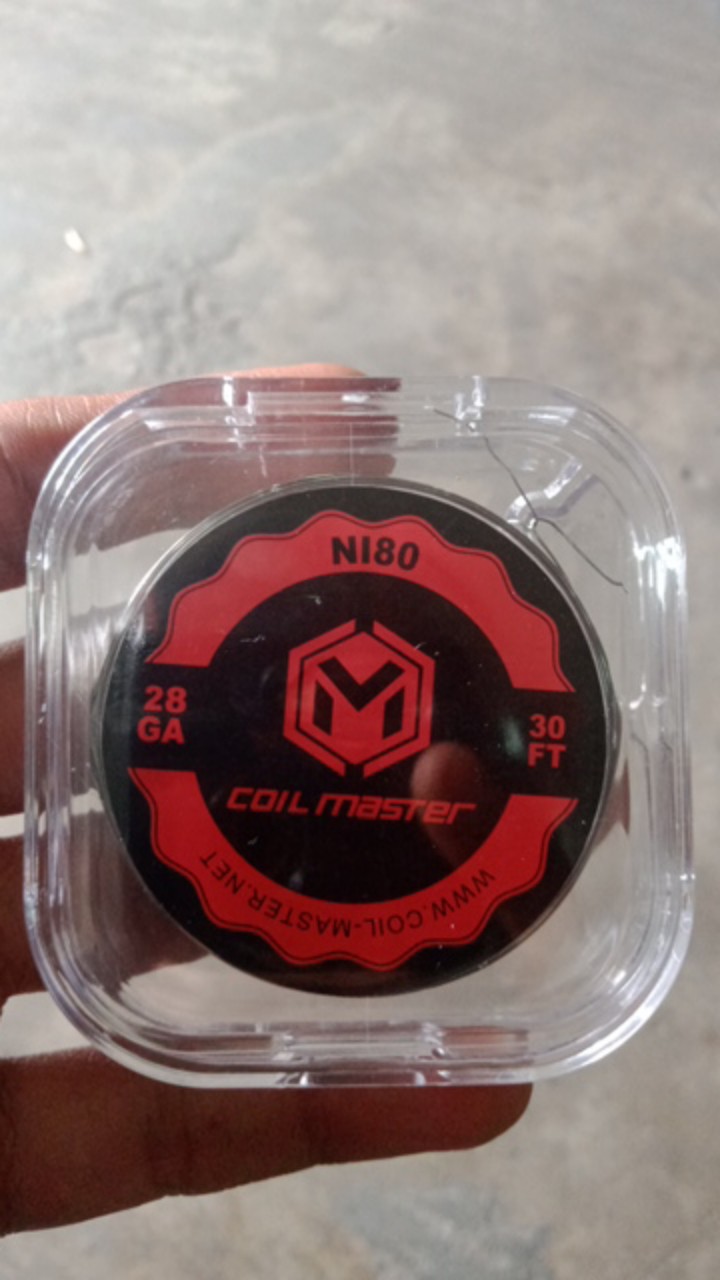 NI80
28
GA
30
FT
COIL MASTER
WWW.COIL-MASTER.NET